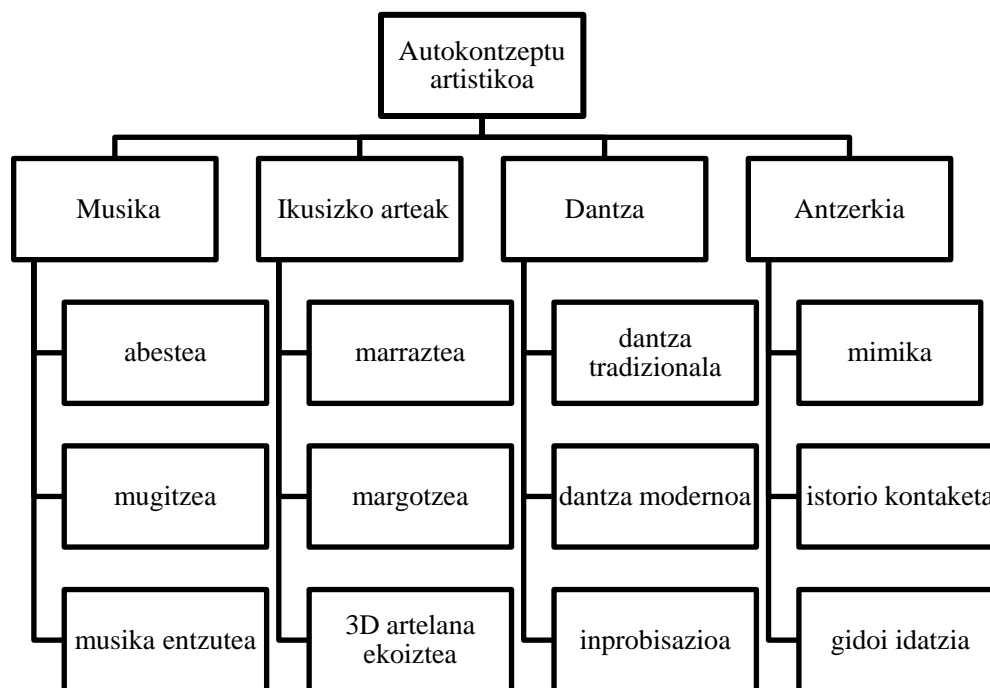 Autokontzeptu
artistikoa
Musika
Ikusizko arteak
Dantza
Antzerkia
abestea
marraztea
dantza
tradizionala
mimika
mugitzea
margotzea
dantza modernoa
istorio kontaketa
musika entzutea
3D artelana
ekoiztea
inprobisazioa
gidoi idatzia